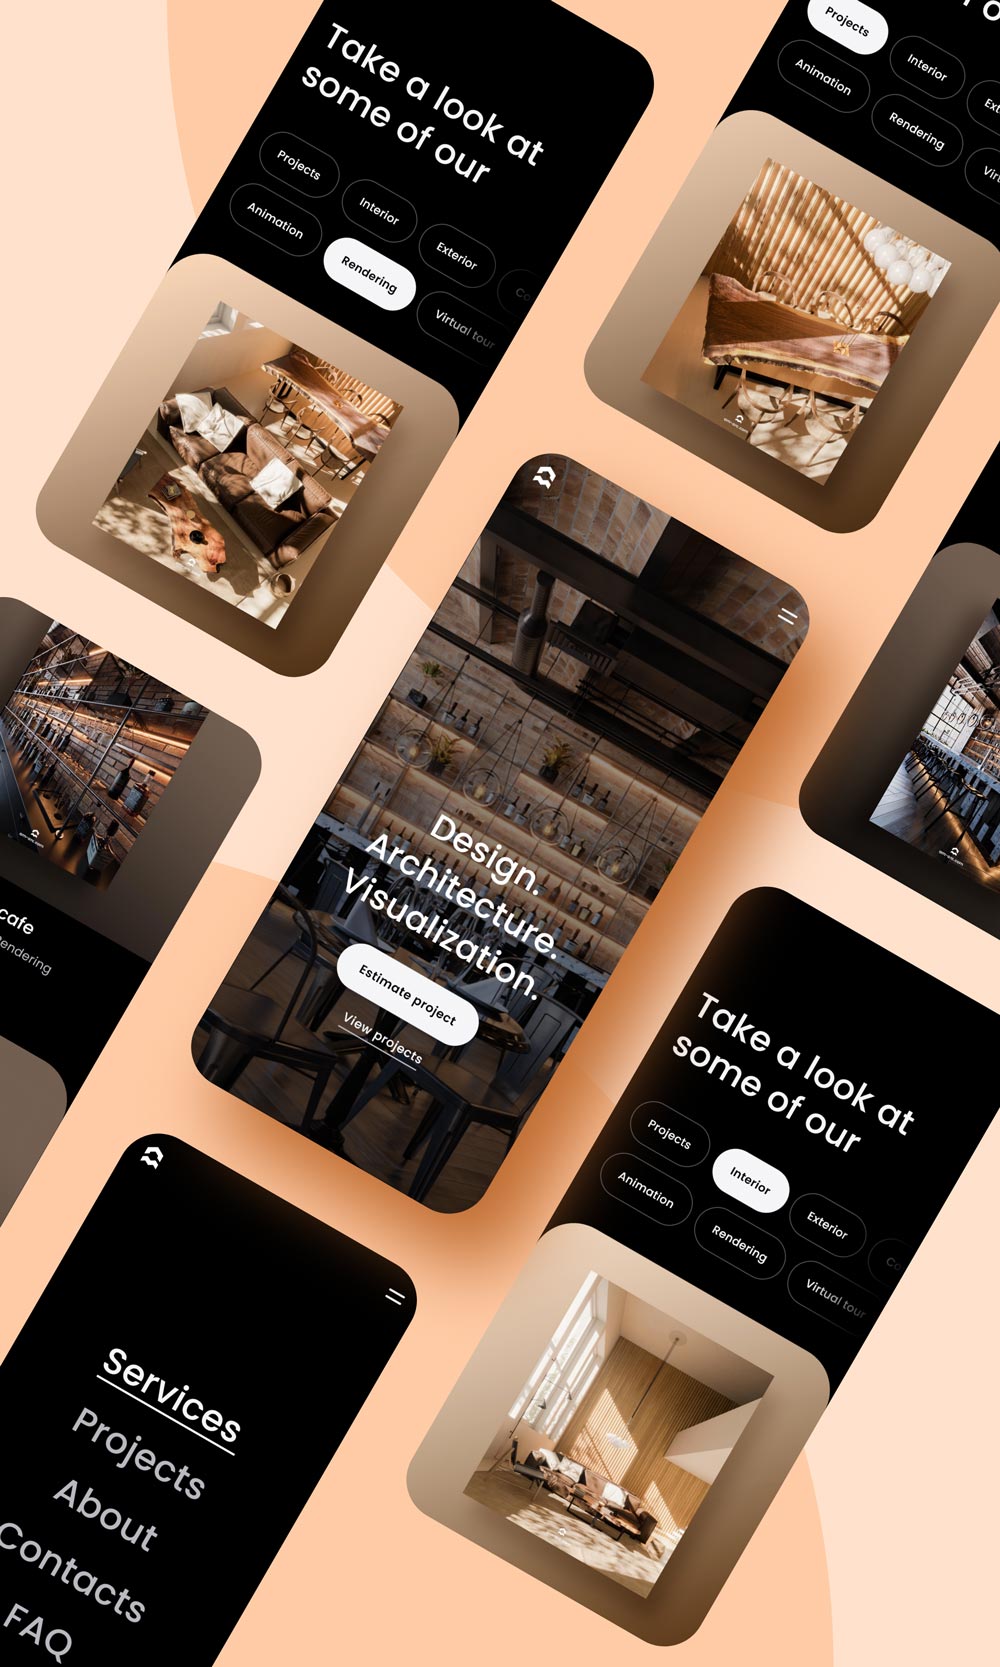 Take a look at
some of our
Projects
Interior
Exterior
Co
Animation
Rendering
Virtual tour
Projects
Interior
Ext
Animation
Rendering
Virt
cafe
Rendering
Design.
Architecture.
Visualization.
Estimate project
View projects
Take a look at
some of our
Projects
Interior
Exterior
Co
Animation
Rendering
Virtual tour
Services
Projects
About
Contacts
FAQ